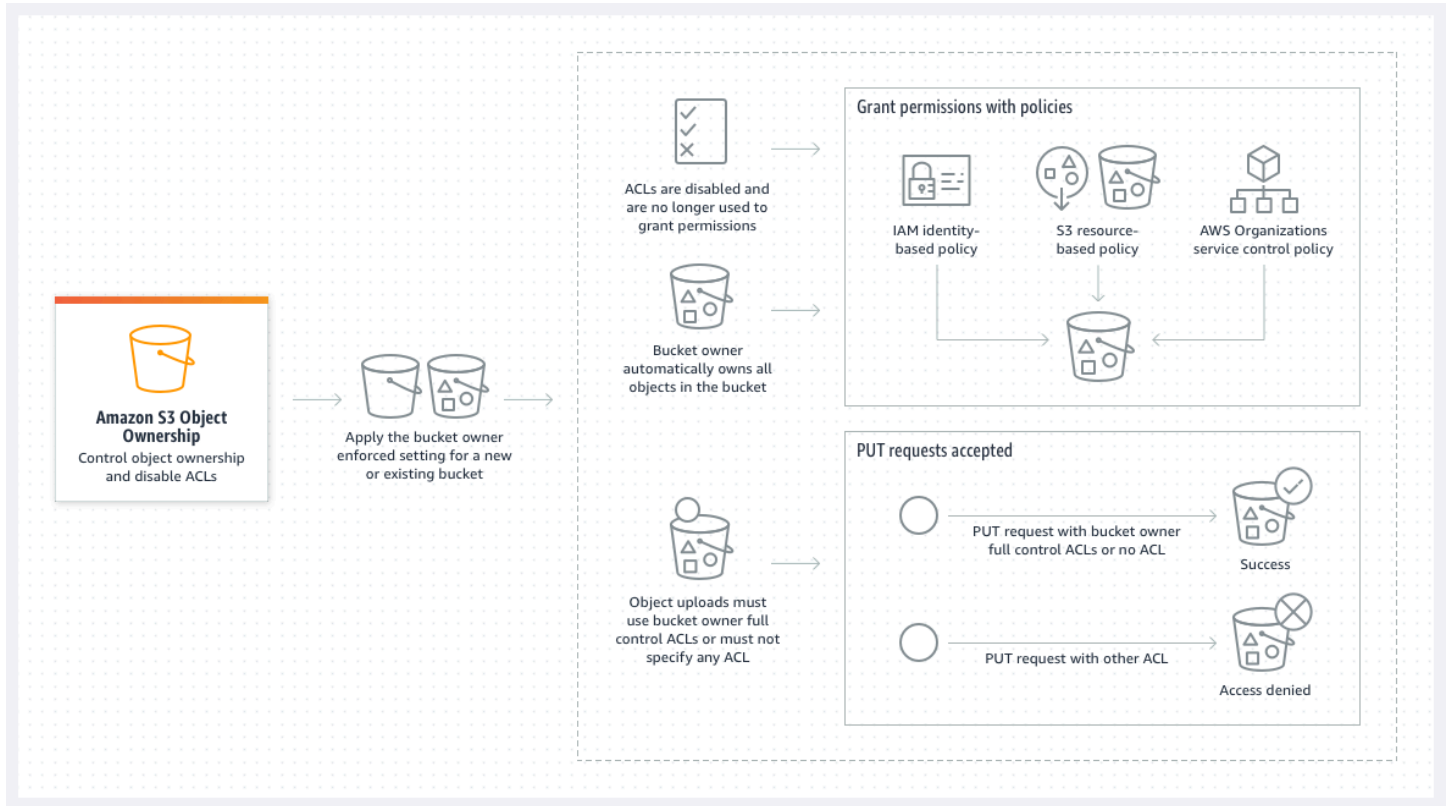 Amazon S3 Object
Ownership
Control object ownership
and disable ACLs
Apply the bucket owner
enforced setting for a new
or existing bucket
ACLs are disabled and
are no longer used to
grant permissions
Bucket owner
automatically owns all
objects in the bucket
Object uploads must
use bucket owner full
control ACLs or must not
specify any ACL
Grant permissions with policies
IAM identity-
based policy
S3 resource-
based policy
AWS Organizations
service control policy
PUT requests accepted
PUT request with bucket owner
full control ACLs or no ACL
Success
PUT request with other ACL
Access denied